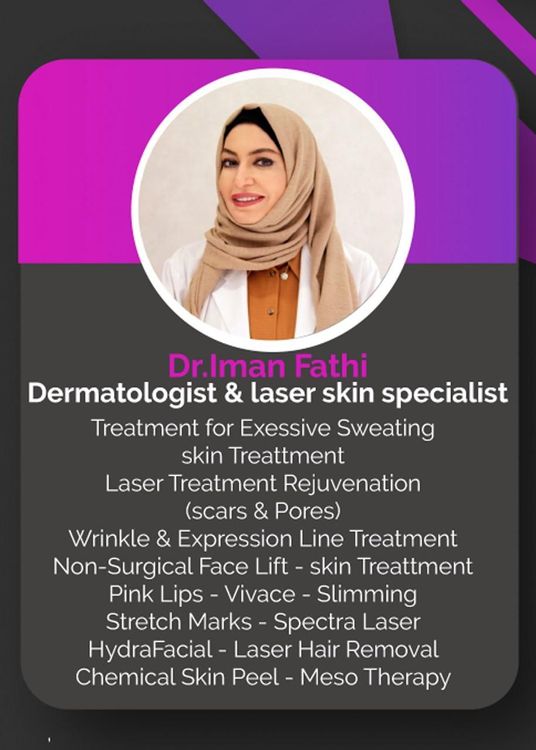 Dr.Iman Fathi
Dermatologist & laser skin specialist
Treatment for Exessive Sweating
skin Treattment
Laser Treatment Rejuvenation
(scars & Pores)
Wrinkle & Expression Line Treatment
Non-Surgical Face Lift - skin Treattment
Pink Lips - Vivace - Slimming
Stretch Marks - Spectra Laser
HydraFacial - Laser Hair Removal
Chemical Skin Peel - Meso Therapy